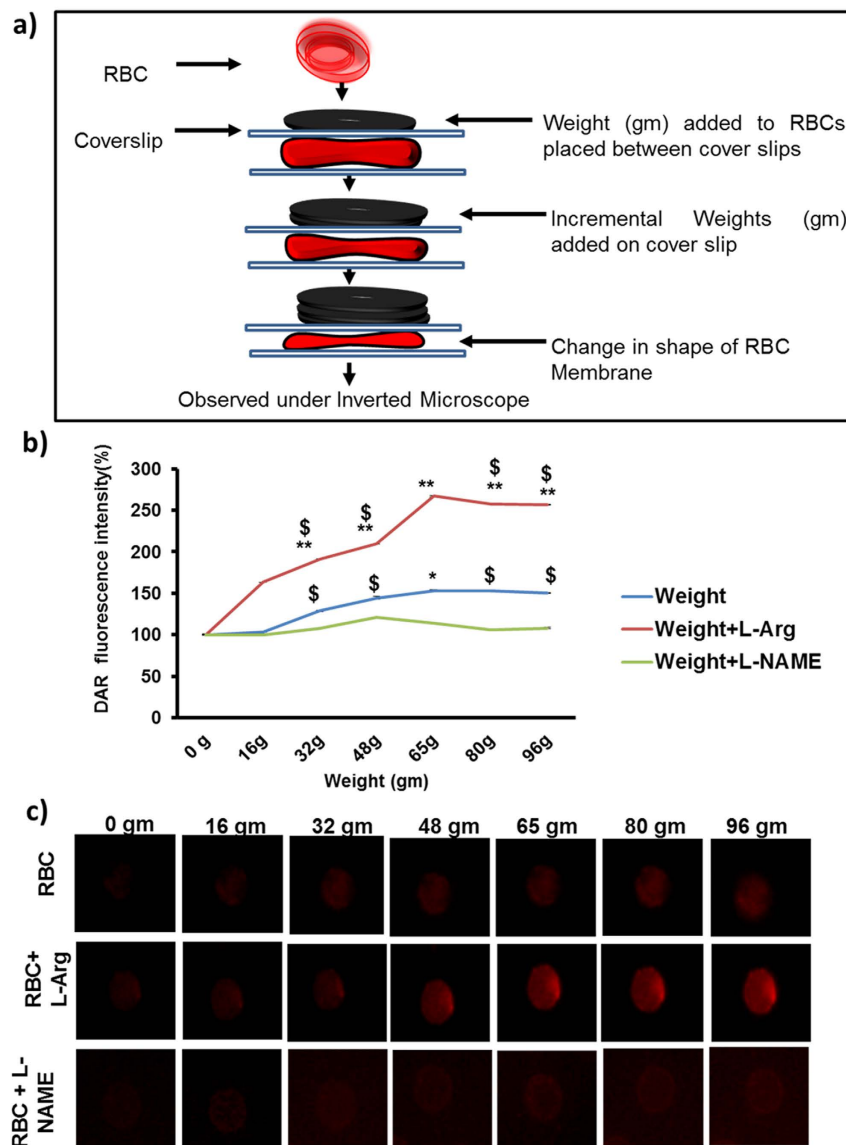 a)
RBC
Coverslip
Weight (gm) added to RBCs
placed between cover slips
Incremental Weights (gm)
added on cover slip
Change in shape of RBC
Membrane
Observed under Inverted Microscope
b)
DAR fluorescence intensity(%)
300
250
200
150
100
50
0
$ ** $ ** ** $ ** $ **
$ $ * $ $
0 g 16g 32g 48g 65g 80g 96g
Weight (gm)
Weight
Weight+L-Arg
Weight+L-NAME
c)
0 gm 16 gm 32 gm 48 gm 65 gm 80 gm 96 gm
RBC
RBC+
L-Arg
RBC + L-
NAME